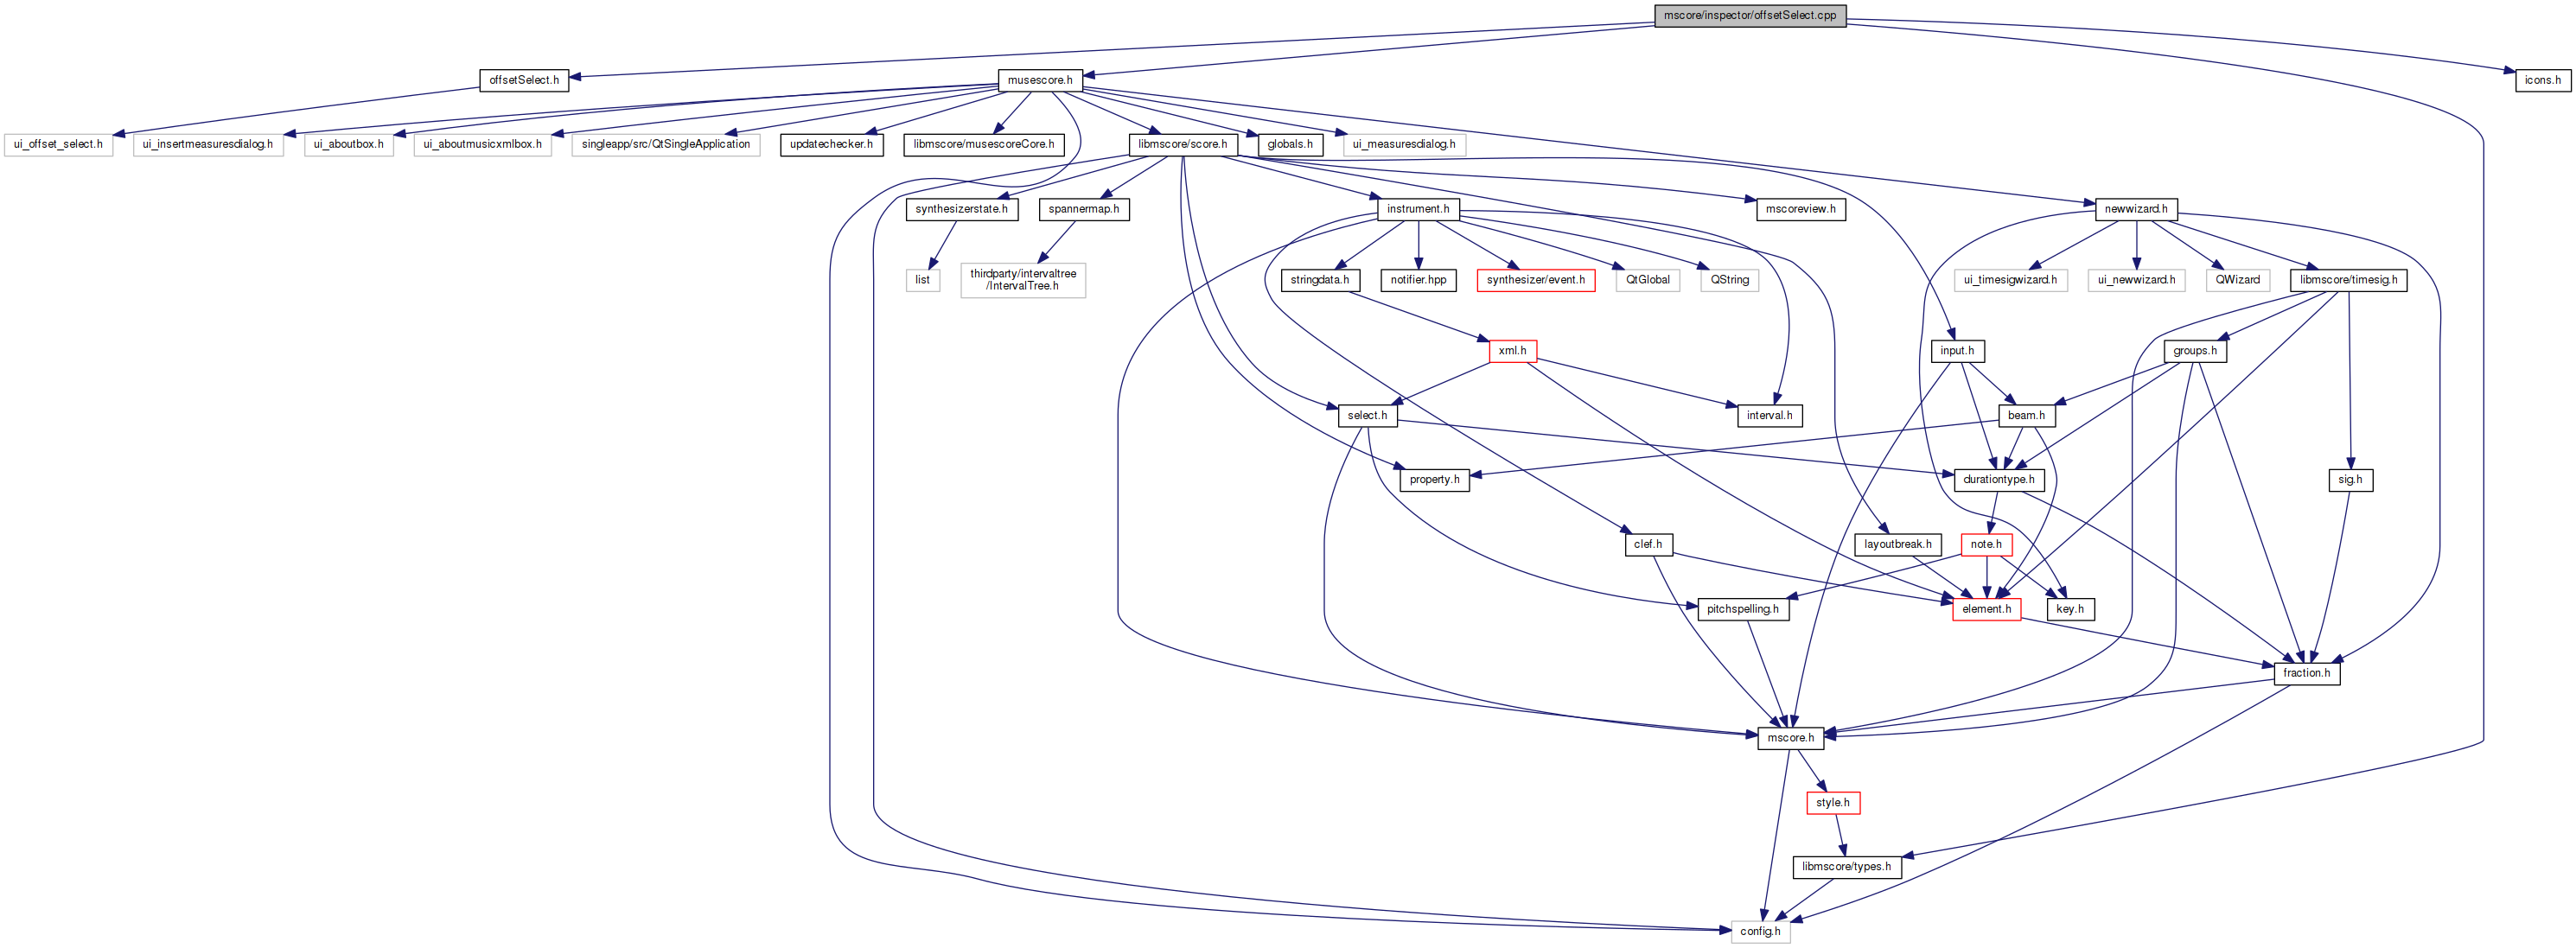 mscore/inspector/offsetSelect.cpp
offsetSelect.h
musescore.h
icons.h
ui_offset_select.h
ui_insertmeasuresdialog.h
ui_aboutbox.h
ui_aboutmusicxmlbox.h
singleapp/src/QtSingleApplication
updatechecker.h
libmscore/musescoreCore.h
libmscore/score.h
globals.h
ui_measuresdialog.h
synthesizerstate.h
spannermap.h
instrument.h
mscoreview.h
newwizard.h
list
thirdparty/intervaltree
/IntervalTree.h
stringdata.h
notifier.hpp
synthesizer/event.h
QtGlobal
QString
ui_timesigwizard.h
ui_newwizard.h
QWizard
libmscore/timesig.h
xml.h
input.h
groups.h
select.h
interval.h
beam.h
property.h
durationtype.h
sig.h
clef.h
layoutbreak.h
note.h
pitchspelling.h
element.h
key.h
fraction.h
mscore.h
style.h
libmscore/types.h
config.h